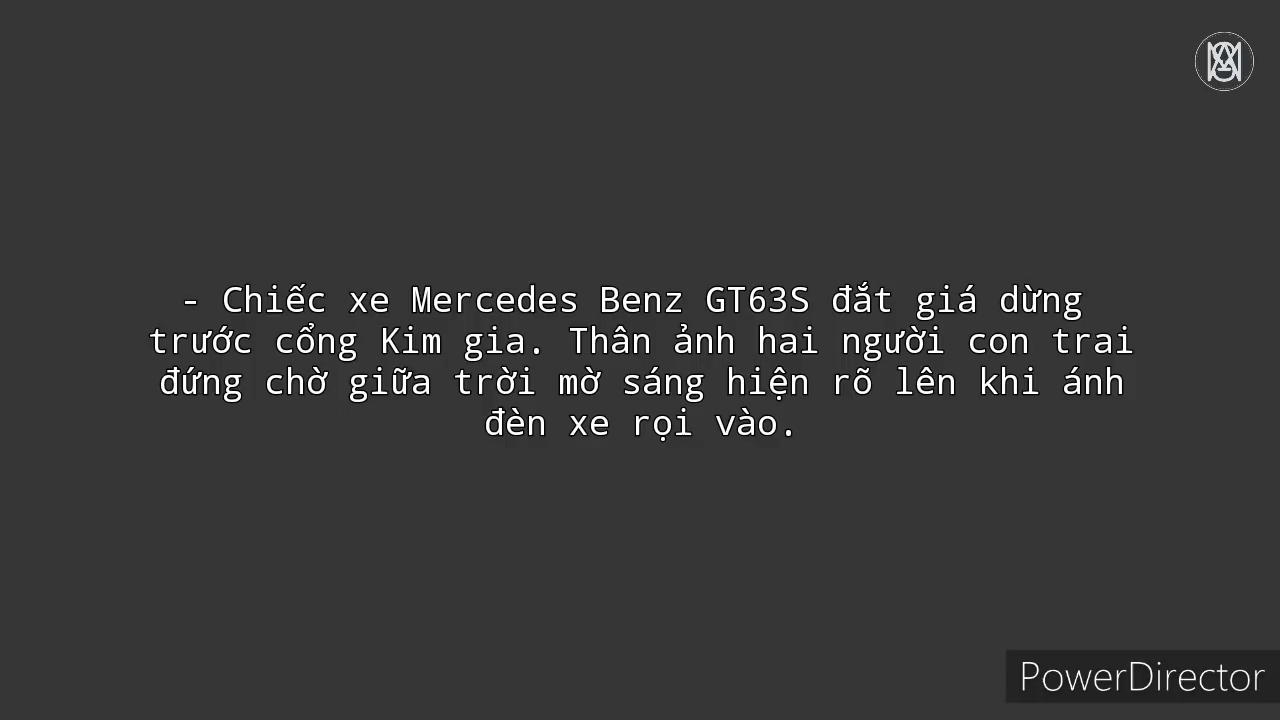 - Chiếc xe Mercedes Benz GT63S đắt giá dừng
trước cổng Kim gia. Thân ảnh hai người con trai
đứng chờ giữa trời mờ sáng hiện rõ lên khi ánh
đèn xe rọi vào.
PowerDirector